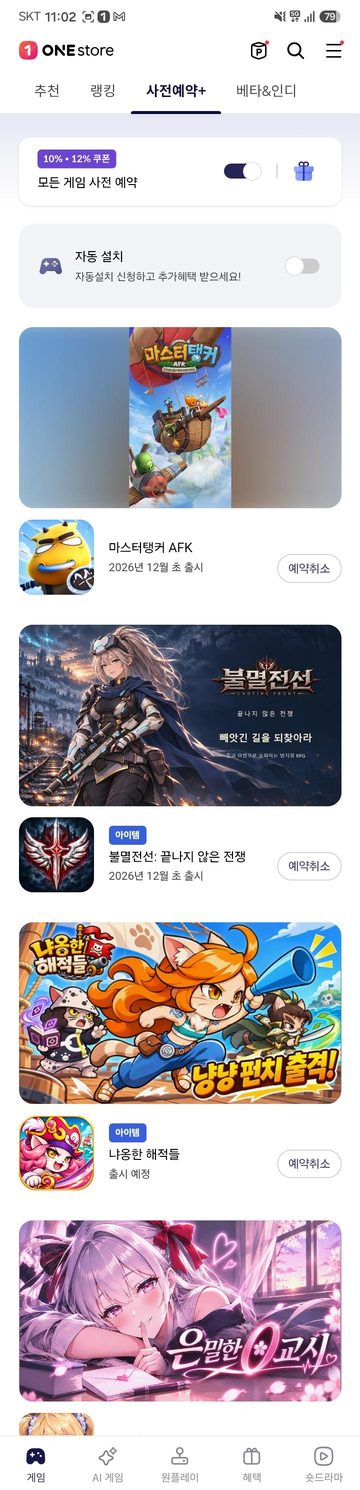 SKT 11:02
79
1 ONE store
P
추천 랭킹 사전예약+ 베타&인디
10% • 12% 쿠폰
모든 게임 사전 예약
자동 설치
자동설치 신청하고 추가혜택 받으세요!
마스터탱커
AFK
마스터탱커 AFK
2026년 12월 초 출시
예약취소
불멸전선
UNDYING FRONT
끝나지 않은 전쟁
빼앗긴 길을 되찾아라
아이템
불멸전선: 끝나지 않은 전쟁
2026년 12월 초 출시
예약취소
냐옹한
해적들
냥냥펀치 출격!
아이템
냐옹한 해적들
출시 예정
예약취소
은밀한 0교시
게임 AI 게임 원플레이 혜택 숏드라마